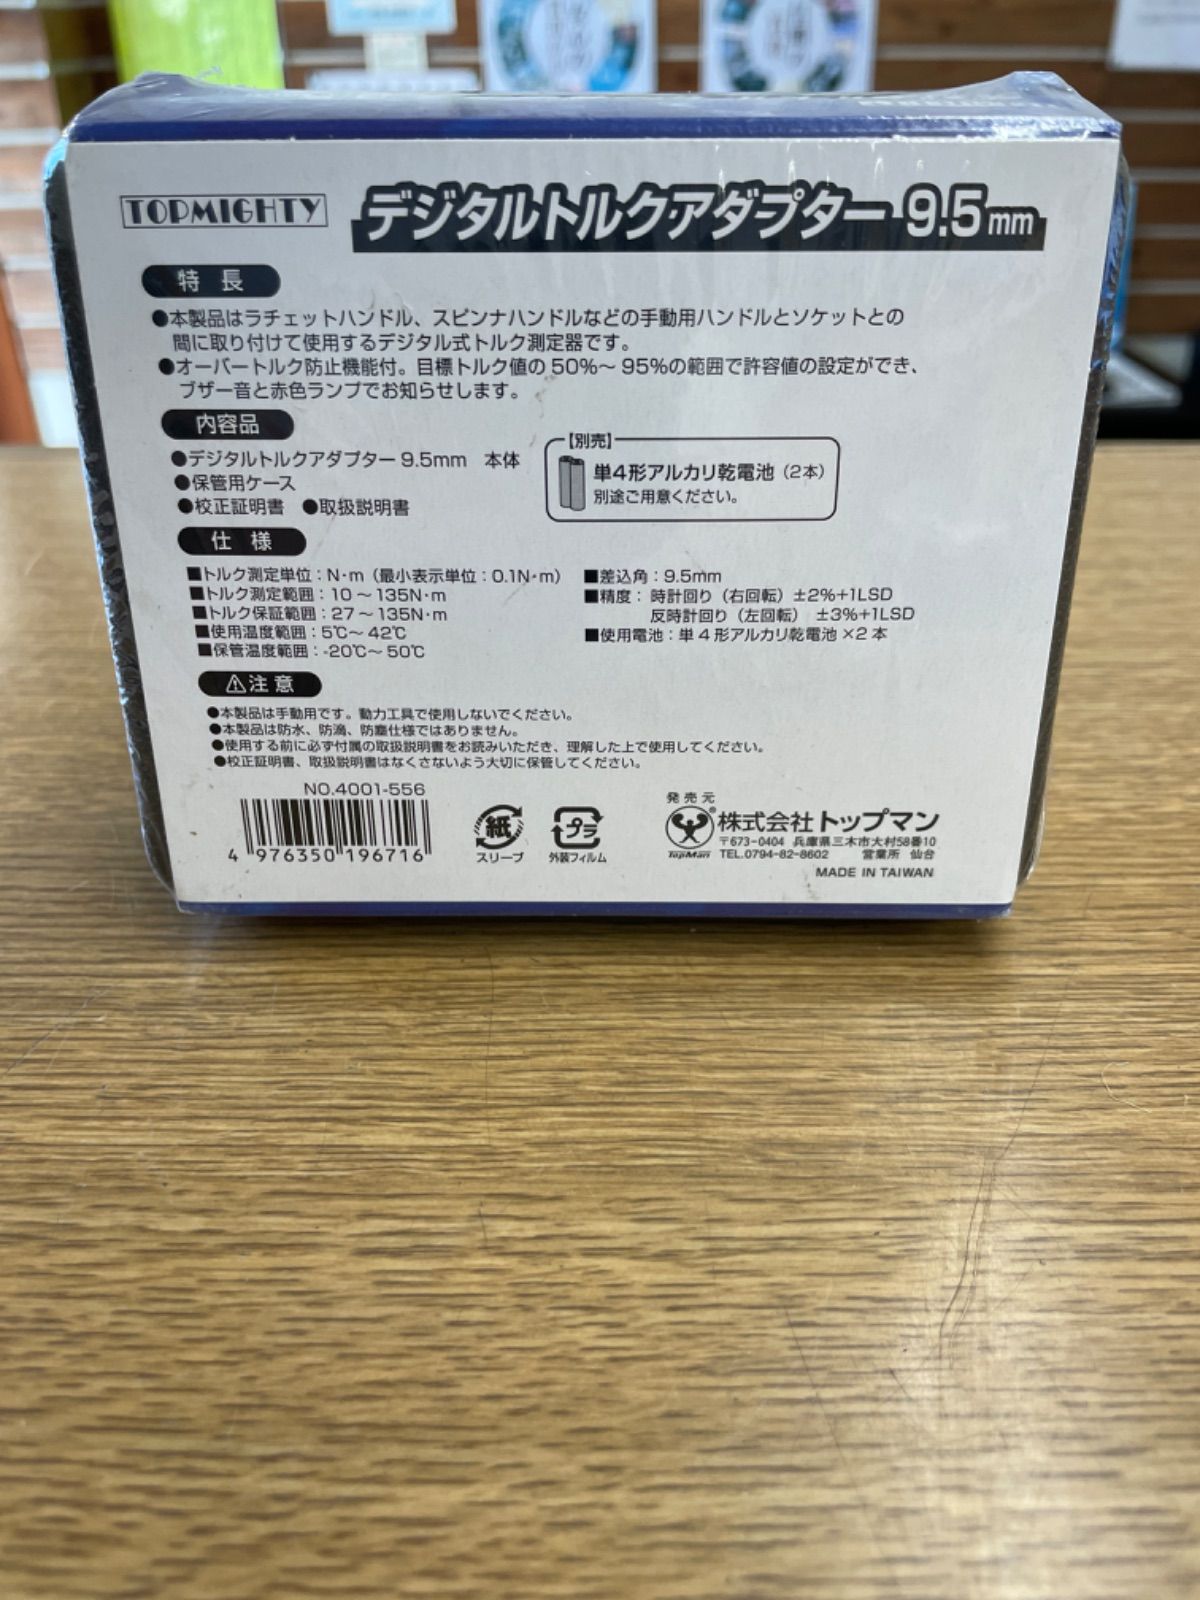 TOPMIGHTY デジタルトルクアダプター 9.5mm
特長
●本製品はラチェットハンドル、スピンナハンドルなどの手動用ハンドルとソケットとの
間に取り付けて使用するデジタル式トルク測定器です。
●オーバートルク防止機能付。目標トルク値の50%～95%の範囲で許容値の設定ができ、
ブザー音と赤色ランプでお知らせします。
内容品
●デジタルトルクアダプター9.5mm 本体
●保管用ケース
●校正証明書 ●取扱説明書
【別売】
単4形アルカリ乾電池（2本）
別途ご用意ください。
仕様
■トルク測定単位：N・m（最小表示単位：0.1N・m）
■トルク測定範囲：10～135N・m
■トルク保証範囲：27～135N・m
■使用温度範囲：5℃～42℃
■保管温度範囲：-20℃～50℃
■差込角：9.5mm
■精度：時計回り（右回転）±2%+1LSD
反時計回り（左回転）±3%+1LSD
■使用電池：単4形アルカリ乾電池×2本
⚠注意
●本製品は手動用です。動力工具で使用しないでください。
●本製品は防水、防滴、防塵仕様ではありません。
●使用する前に必ず付属の取扱説明書をお読みいただき、理解した上で使用してください。
●校正証明書、取扱説明書はなくさないよう大切に保管してください。
NO.4001-556
4 976350 196716
紙
スリーブ
プラ
外装フィルム
発売元
TopMan
®
株式会社トップマン
〒673-0404 兵庫県三木市大村58番10
TEL.0794-82-8602 営業所 仙台
MADE IN TAIWAN